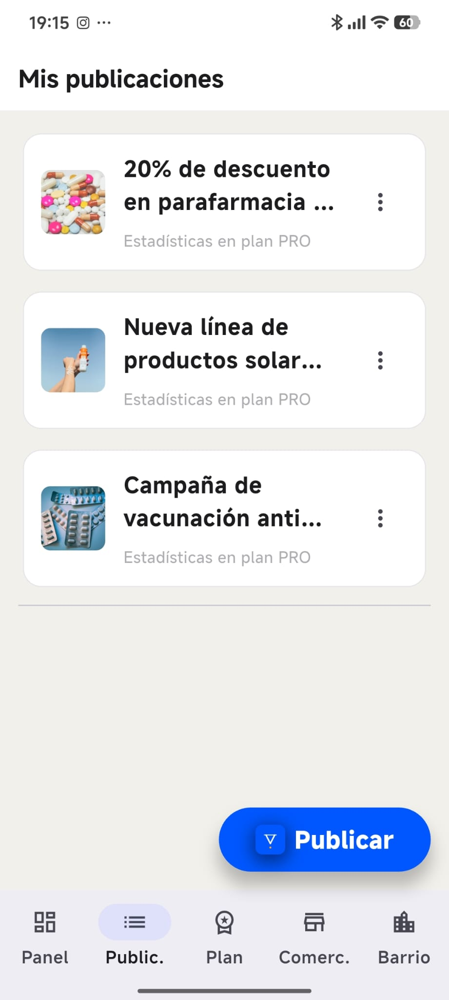 19:15 ...
60
Mis publicaciones
20% de descuento
en parafarmacia ...
Estadísticas en plan PRO
Nueva línea de
productos solar...
Estadísticas en plan PRO
Campaña de
vacunación anti...
Estadísticas en plan PRO
Publicar
Panel
Public.
Plan
Comerc.
Barrio